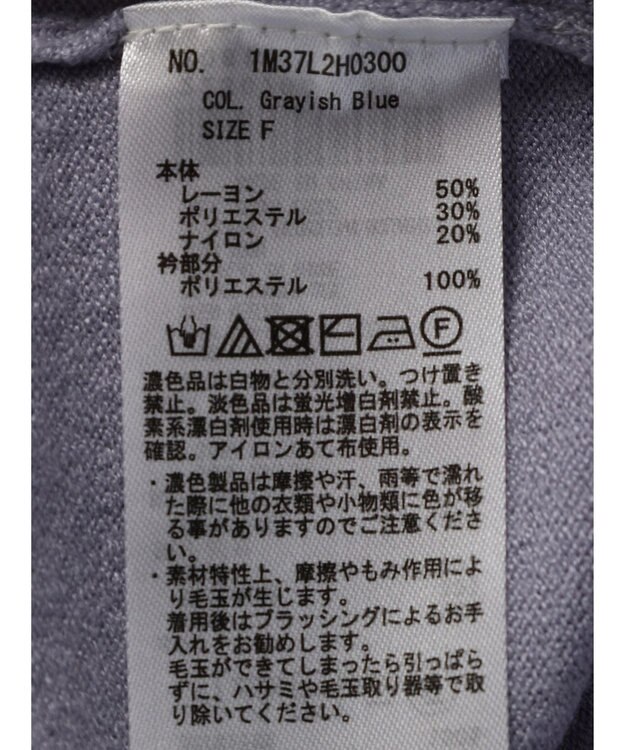 NO. 1M37L2H0300
COL. Grayish Blue
SIZE F
本体
レーヨン 50%
ポリエステル 30%
ナイロン 20%
衿部分
ポリエステル 100%
F
濃色品は白物と分別洗い。つけ置き
禁止。淡色品は蛍光増白剤禁止。酸
素系漂白剤使用時は漂白剤の表示を
確認。アイロンあて布使用。
・濃色製品は摩擦や汗、雨等で濡れ
た際に他の衣類や小物類に色が移
る事がありますのでご注意くださ
い。
・素材特性上、摩擦やもみ作用によ
り毛玉が生じます。
着用後はブラッシングによるお手
入れをお勧めします。
毛玉ができてしまったら引っぱら
ずに、ハサミや毛玉取り器等で取
り除いてください。